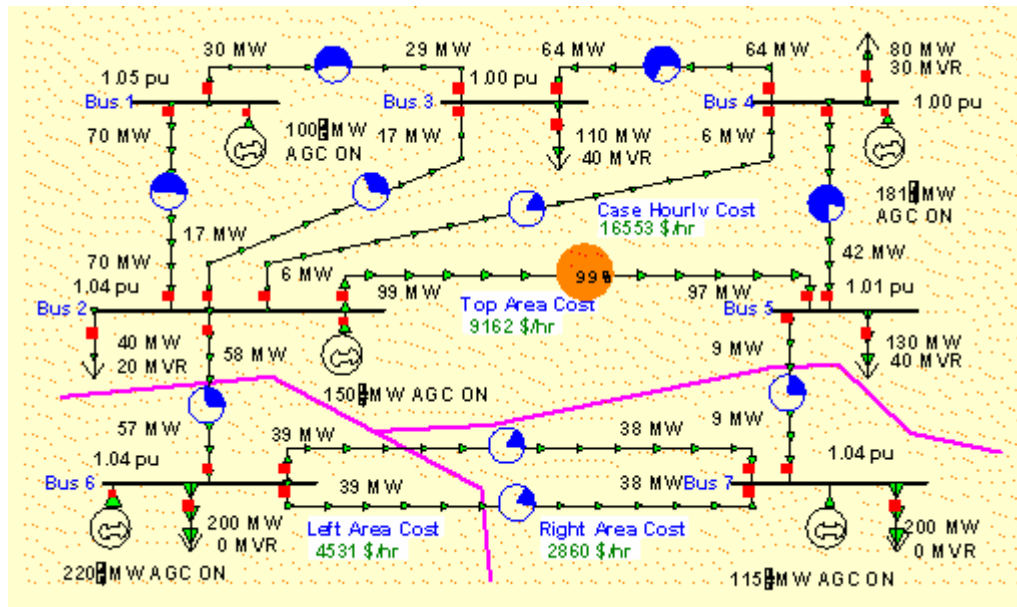 30 MW
29 MW
64 MW
64 MW
80 MW
30 MVR
1.05 pu
1.00 pu
Bus 1
Bus 3
Bus 4
1.00 pu
70 MW
100 MW
AGC ON
17 MW
110 MW
40 MVR
6 MW
181 MW
AGC ON
Case Hourly Cost
16553 $/hr
17 MW
42 MW
70 MW
6 MW
1.04 pu
99%
99 MW
97 MW
1.01 pu
Bus 2
Top Area Cost
9162 $/hr
Bus 5
40 MW
20 MVR
58 MW
9 MW
130 MW
40 MVR
150 MW AGC ON
57 MW
39 MW
38 MW
9 MW
1.04 pu
1.04 pu
Bus 6
39 MW
38 MW
Bus 7
200 MW
0 MVR
Left Area Cost
4531 $/hr
Right Area Cost
2860 $/hr
200 MW
0 MVR
220 MW AGC ON
115 MW AGC ON